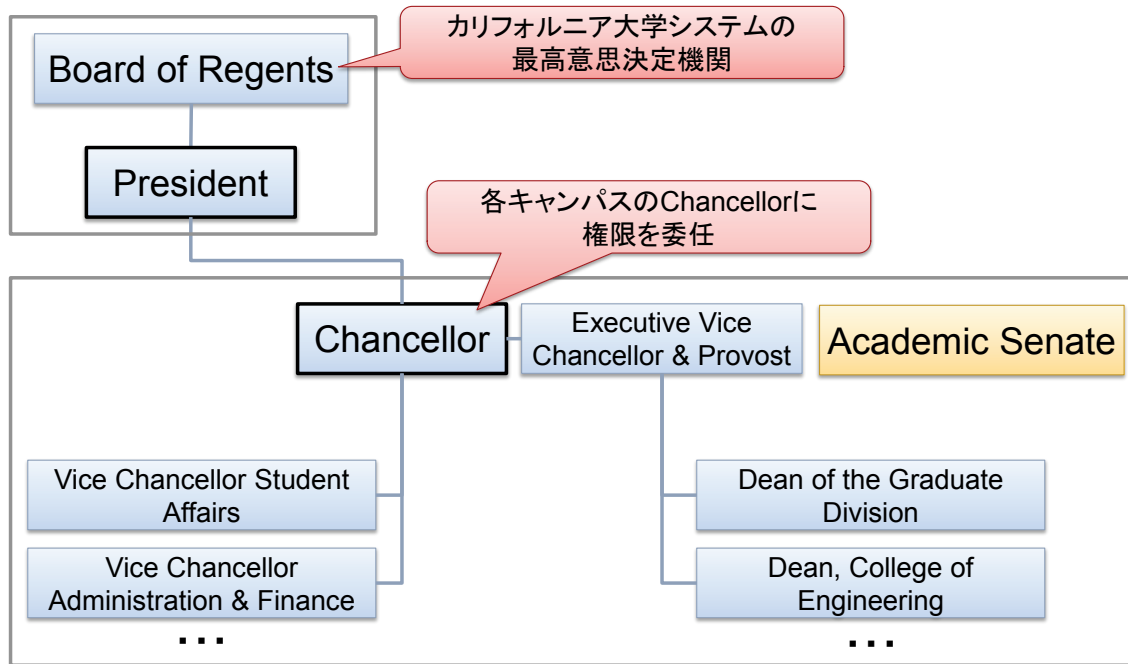 カリフォルニア大学システムの
最高意思決定機関
Board of Regents
President
各キャンパスのChancellorに
権限を委任
Chancellor
Executive Vice
Chancellor & Provost
Academic Senate
Vice Chancellor Student
Affairs
Vice Chancellor
Administration & Finance
...
Dean of the Graduate
Division
Dean, College of
Engineering
...